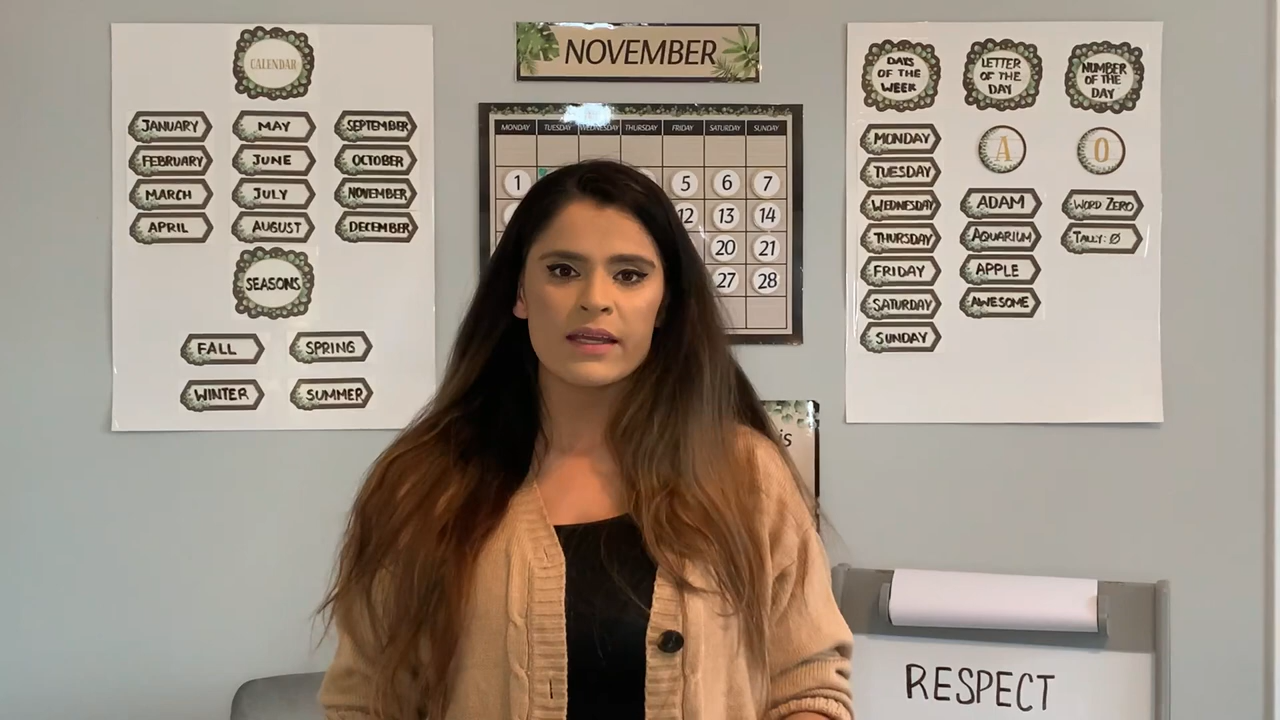 CALENDAR
JANUARY
FEBRUARY
MARCH
APRIL
MAY
JUNE
JULY
AUGUST
SEPTEMBER
OCTOBER
NOVEMBER
DECEMBER
SEASONS
FALL
SPRING
WINTER
SUMMER
NOVEMBER
MONDAY TUESDAY WEDNESDAY THURSDAY FRIDAY SATURDAY SUNDAY
1 5 6 7
12 13 14
20 21
27 28
is
DAYS
OF THE
WEEK
MONDAY
TUESDAY
WEDNESDAY
THURSDAY
FRIDAY
SATURDAY
SUNDAY
LETTER
OF THE
DAY
A
ADAM
AQUARIUM
APPLE
AWESOME
NUMBER
OF THE
DAY
0
WORD ZERO
TALLY: Ø
RESPECT